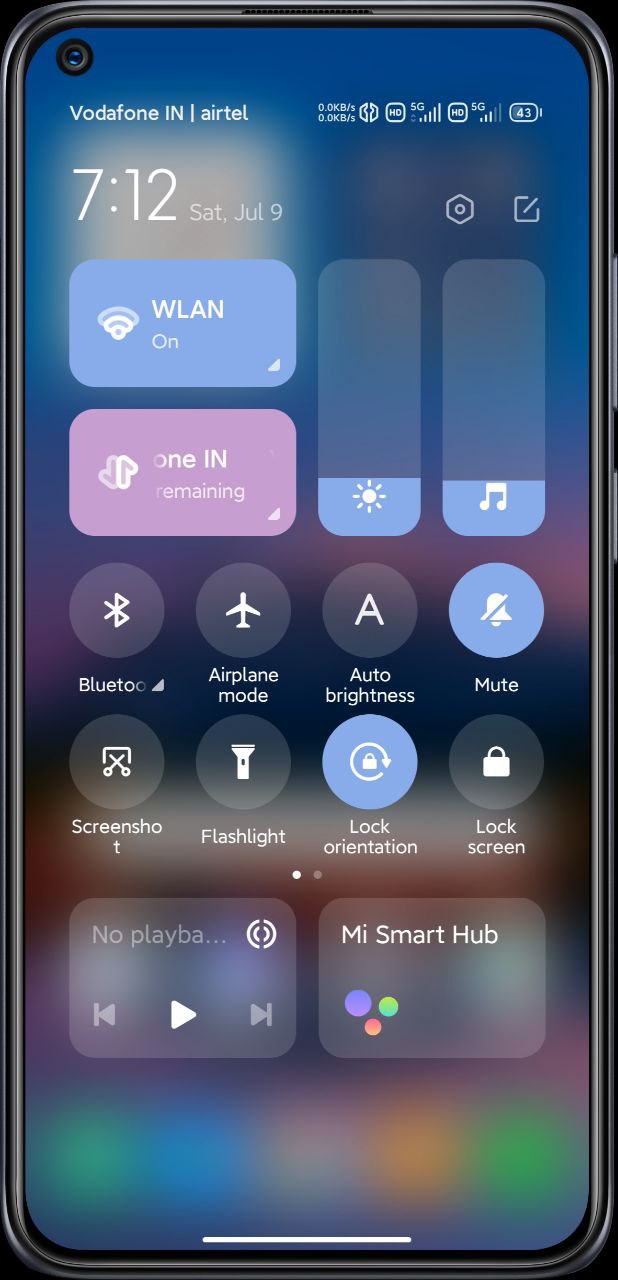 Vodafone IN | airtel
0.0KB/s
0.0KB/s
HD
5G
HD
5G
43
7:12 Sat, Jul 9
WLAN
On
one IN
remaining
A
Bluetoo
Airplane
mode
Auto
brightness
Mute
Screensho
t
Flashlight
Lock
orientation
Lock
screen
No playba...
Mi Smart Hub